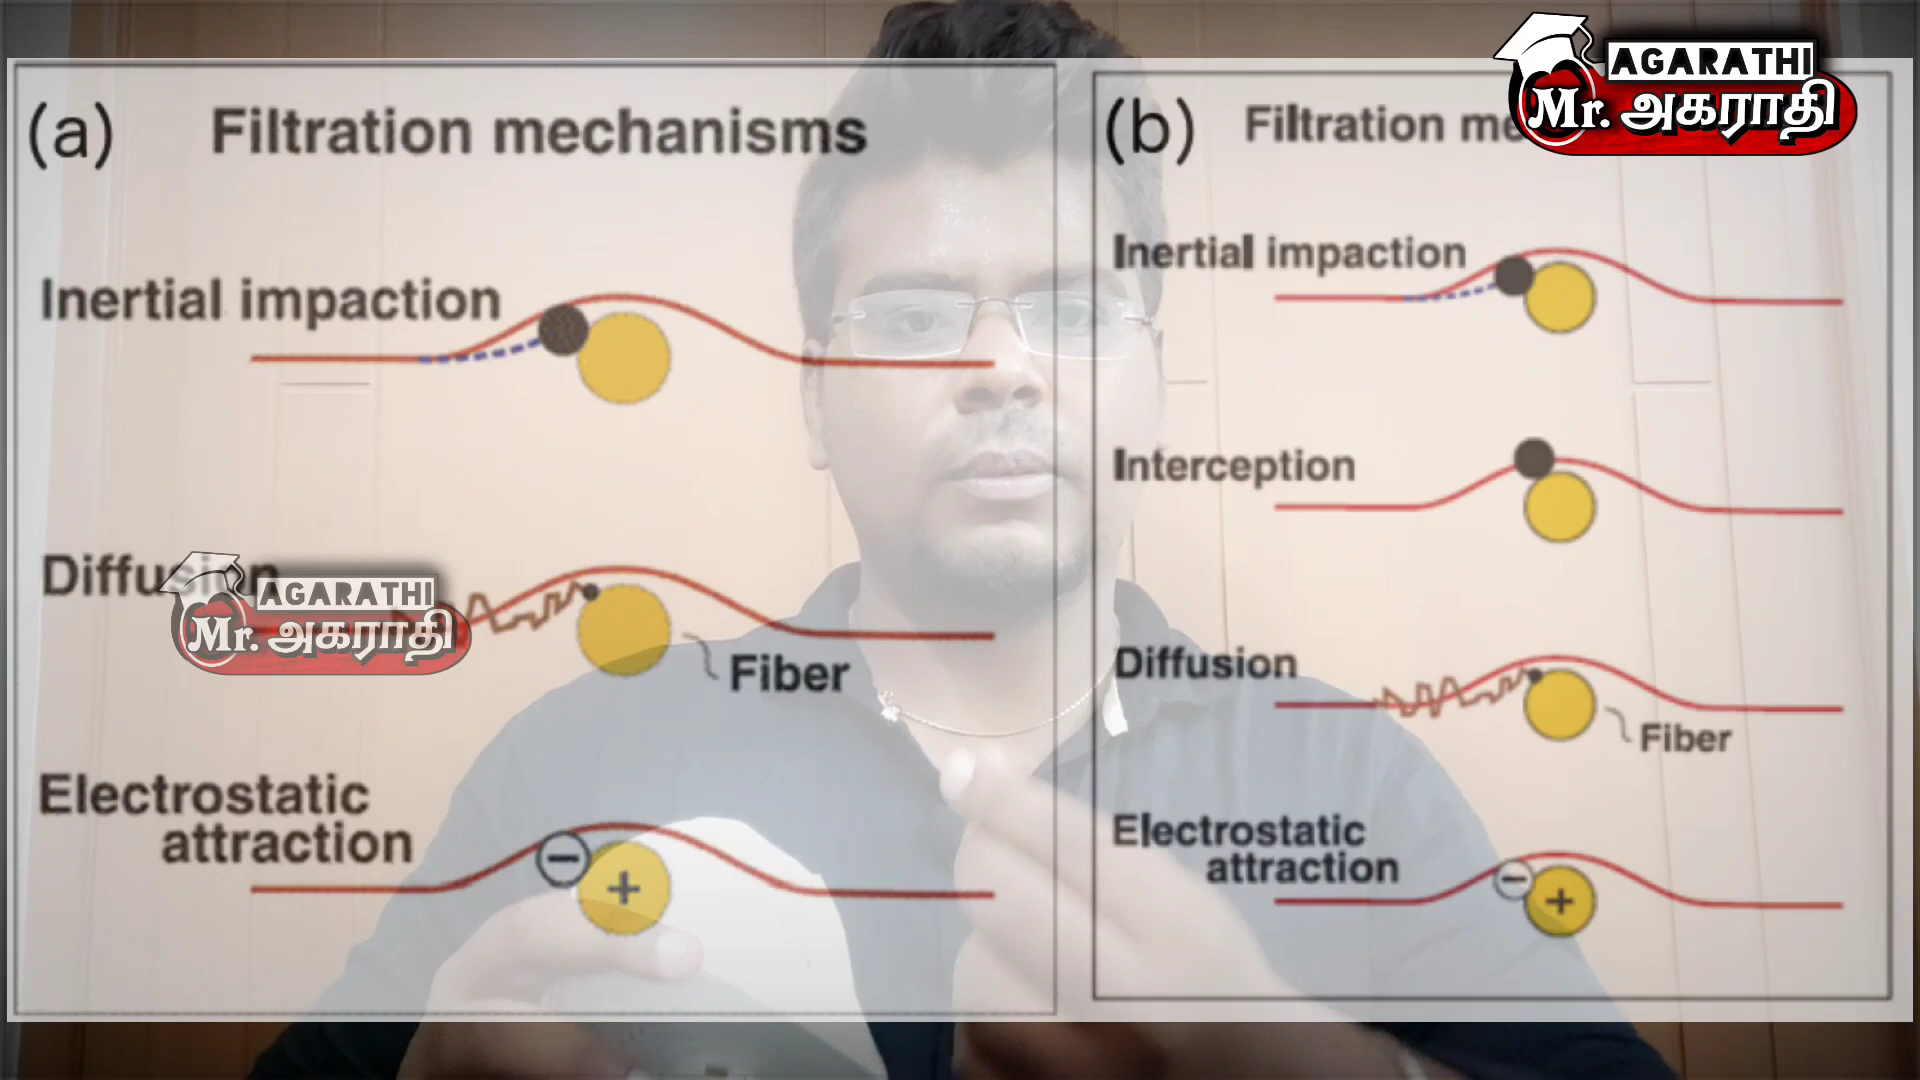 (a) Filtration mechanisms
Inertial impaction
Diffusion
Fiber
Electrostatic
attraction
− +
AGARATHI
Mr. அகராதி
(b) Filtration me
Inertial impaction
Interception
Diffusion
Fiber
Electrostatic
attraction
− +
AGARATHI
Mr. அகராதி